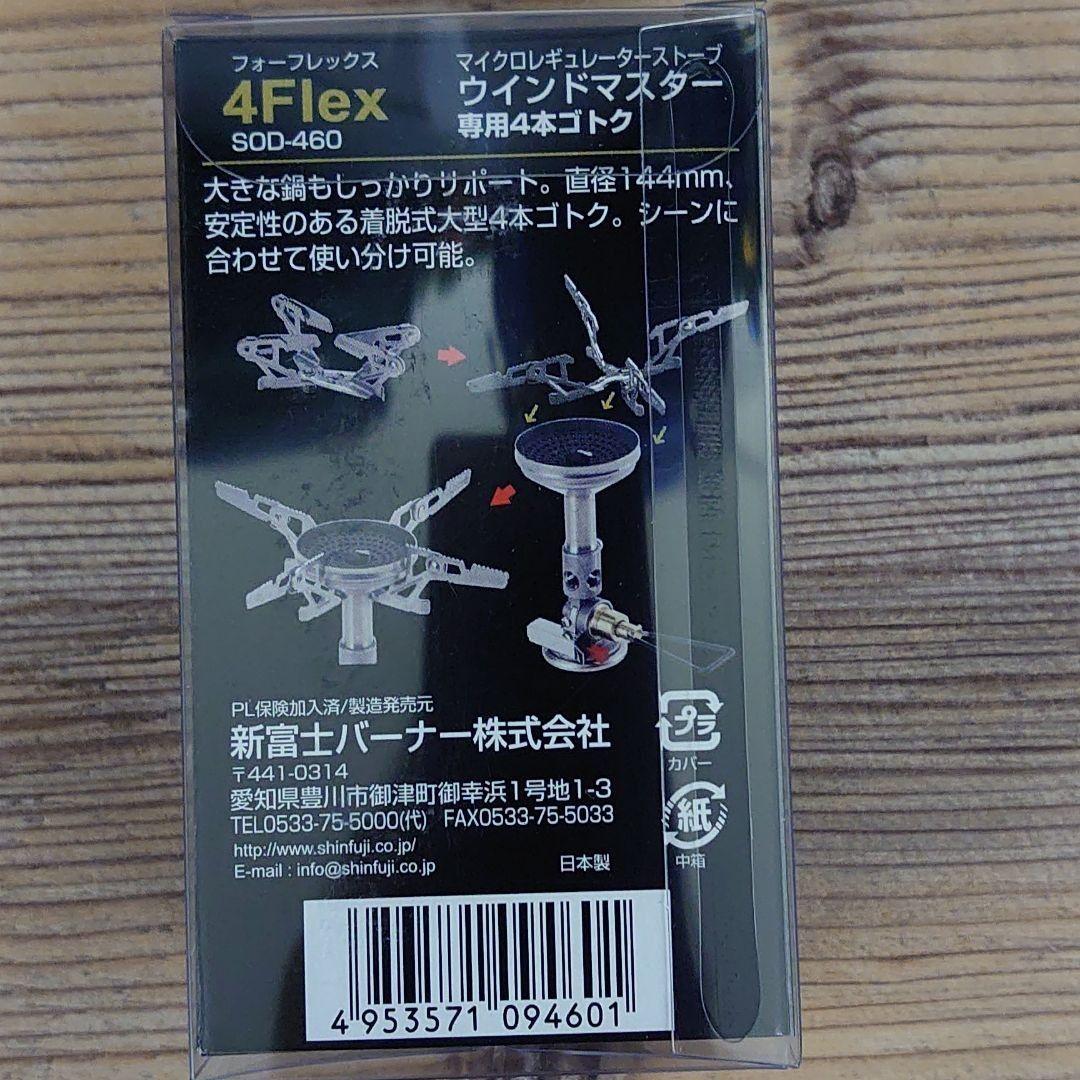 フォーフレックス
4Flex
SOD-460
マイクロレギュレーターストーブ
ウインドマスター
専用4本ゴトク
大きな鍋もしっかりサポート。直径144mm、
安定性のある着脱式大型4本ゴトク。シーンに
合わせて使い分け可能。
PL保険加入済/製造発売元
新富士バーナー株式会社
〒441-0314
愛知県豊川市御津町御幸浜1号地1-3
TEL0533-75-5000(代) FAX0533-75-5033
http://www.shinfuji.co.jp/
E-mail : info@shinfuji.co.jp
日本製
プラ
カバー
紙
中箱
4 953571 094601